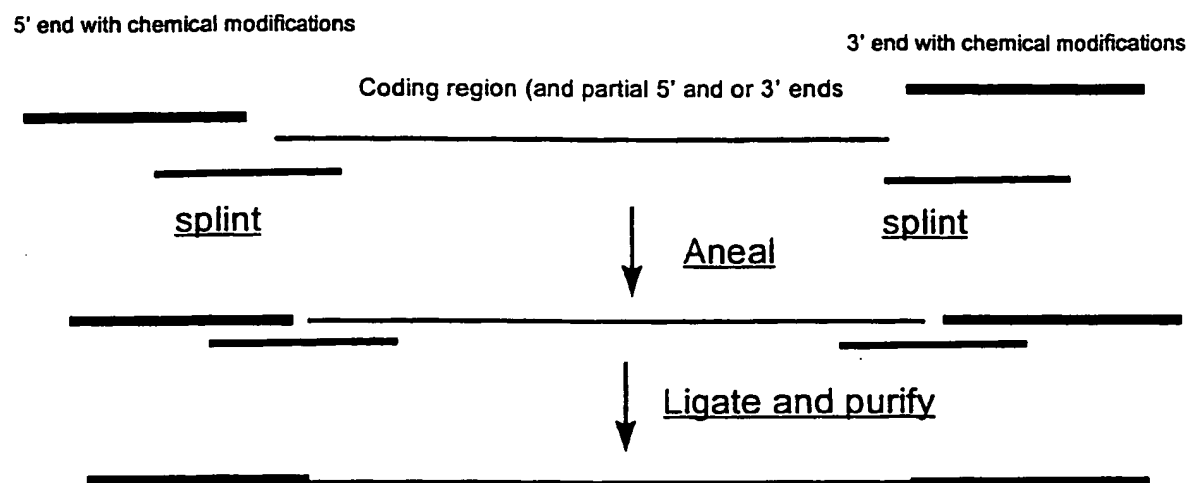 5' end with chemical modifications
3' end with chemical modifications
Coding region (and partial 5' and or 3' ends
splint
splint
Aneal
Ligate and purify